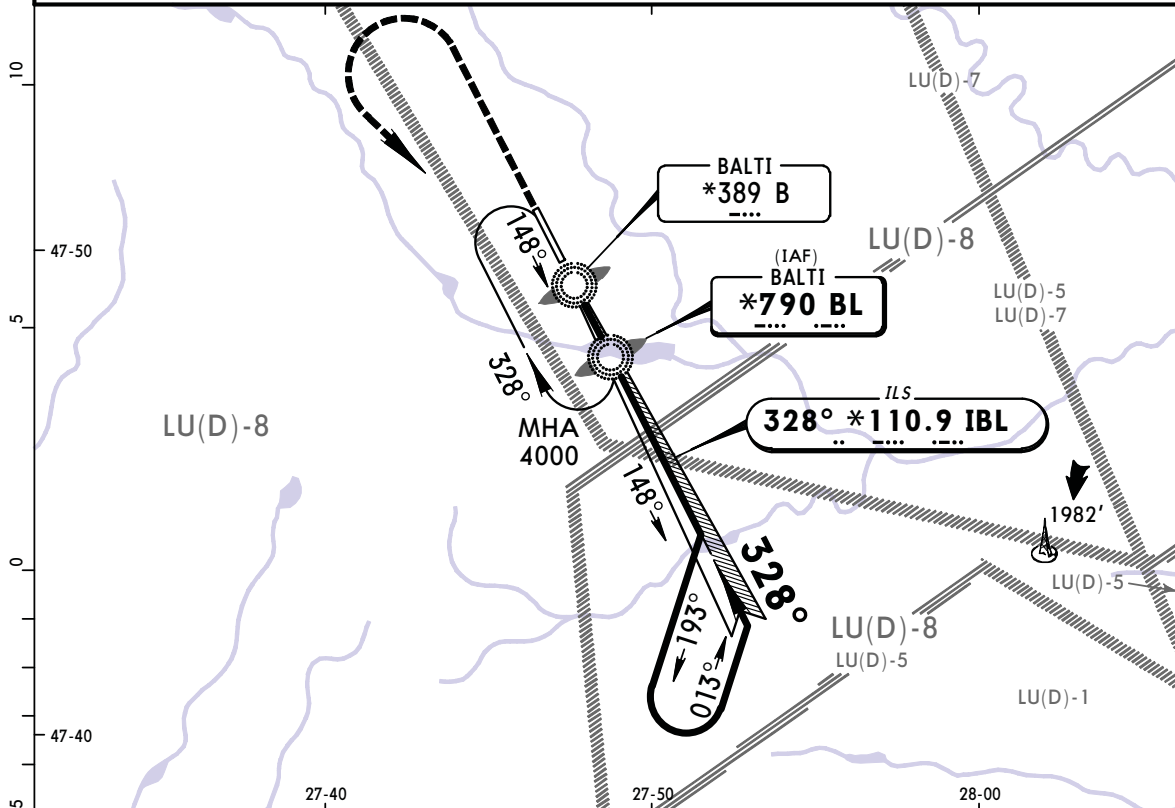 10
LU(D)-7
BALTI
*389 B
148°
LU(D)-8
47-50
(IAF)
BALTI
*790 BL
LU(D)-5
LU(D)-7
5
328°
ILS
328° *110.9 IBL
LU(D)-8
MHA
4000
148°
1982'
0
328°
LU(D)-5
193°
LU(D)-8
LU(D)-5
013°
LU(D)-1
47-40
5
27-40
27-50
28-00